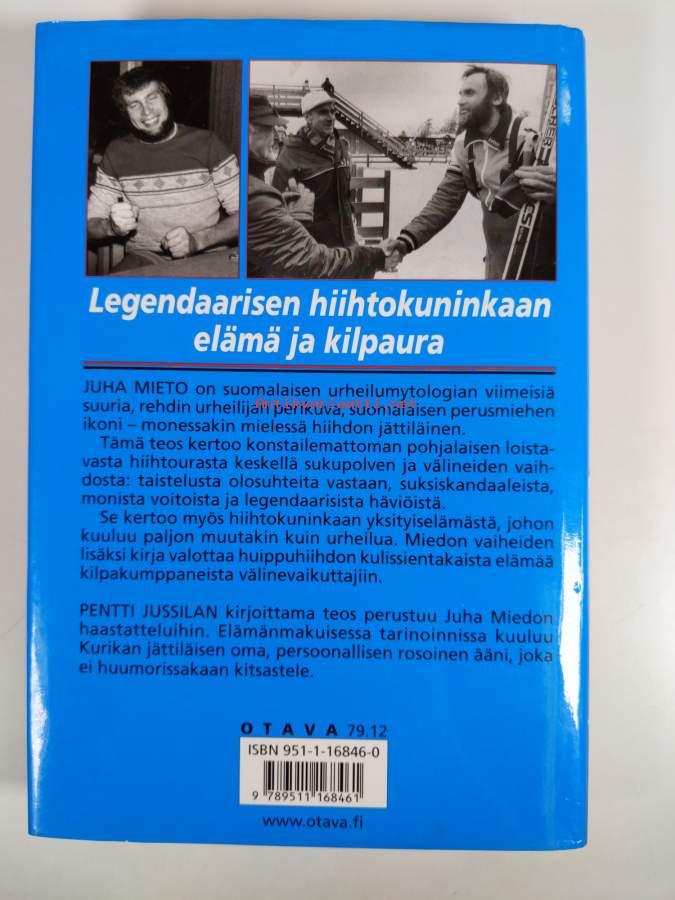 Legendaarisen hiihtokuninkaan
elämä ja kilpaura
JUHA MIETO on suomalaisen urheilumytologian viimeisiä
suuria, rehdin urheilijan perikuva, suomalaisen perusmiehen
ikoni – monessakin mielessä hiihdon jättiläinen.
Tämä teos kertoo konstailemattoman pohjalaisen loista-
vasta hiihtourasta keskellä sukupolven ja välineiden vaih-
dosta: taistelusta olosuhteita vastaan, suksiskandaaleista,
monista voitoista ja legendaarisista häviöistä.
Se kertoo myös hiihtokuninkaan yksityiselämästä, johon
kuuluu paljon muutakin kuin urheilua. Miedon vaiheiden
lisäksi kirja valottaa huippuhiihdon kulissientakaista elämää
kilpakumppaneista välinevaikuttajiin.
PENTTI JUSSILAN kirjoittama teos perustuu Juha Miedon
haastatteluihin. Elämänmakuisessa tarinoinnissa kuuluu
Kurikan jättiläisen oma, persoonallisen rosoinen ääni, joka
ei huumorissakaan kitsastele.
OTAVA 79.12
ISBN 951-1-16846-0
9 789511 168461
www.otava.fi
Antikvariaatti.net